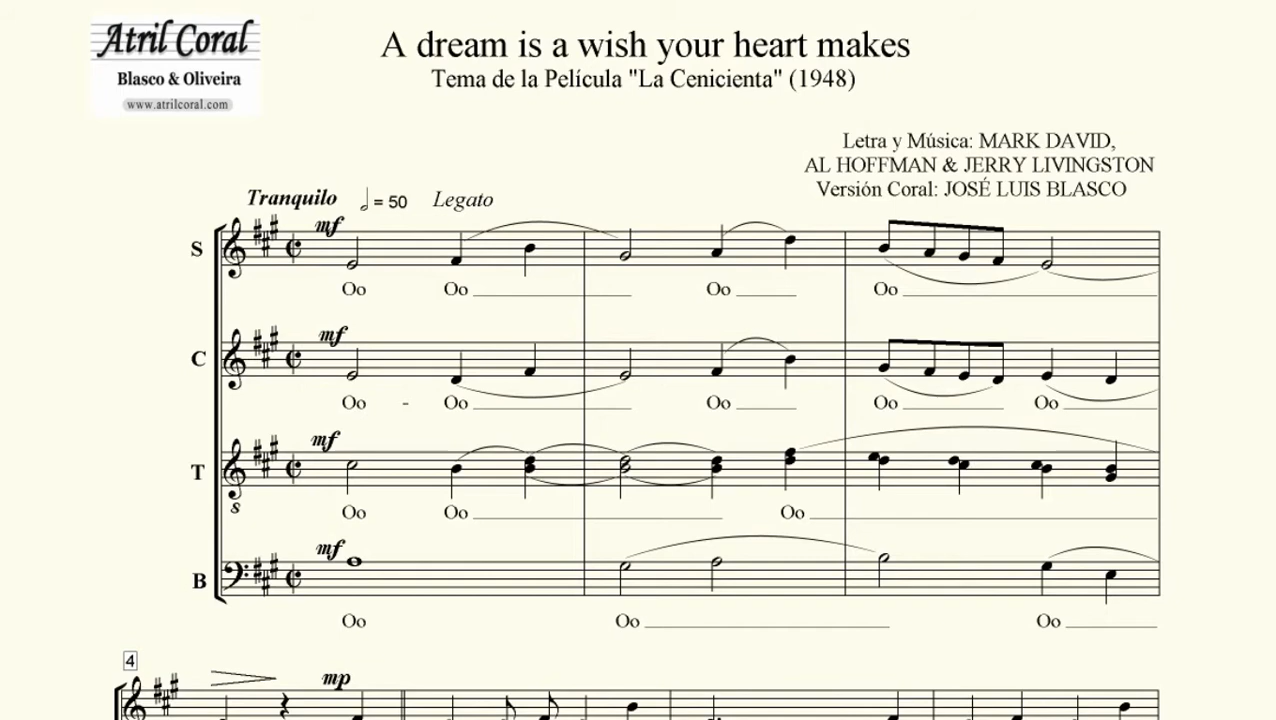 Atril Coral
Blasco & Oliveira
www.atrilcoral.com
A dream is a wish your heart makes
Tema de la Película "La Cenicienta" (1948)
Letra y Música: MARK DAVID,
AL HOFFMAN & JERRY LIVINGSTON
Versión Coral: JOSÉ LUIS BLASCO
Tranquilo = 50 Legato
mf
S
Oo Oo Oo Oo
mf
C
Oo - Oo Oo Oo Oo
mf
T
8
Oo Oo Oo
mf
B
Oo Oo Oo
4
mp